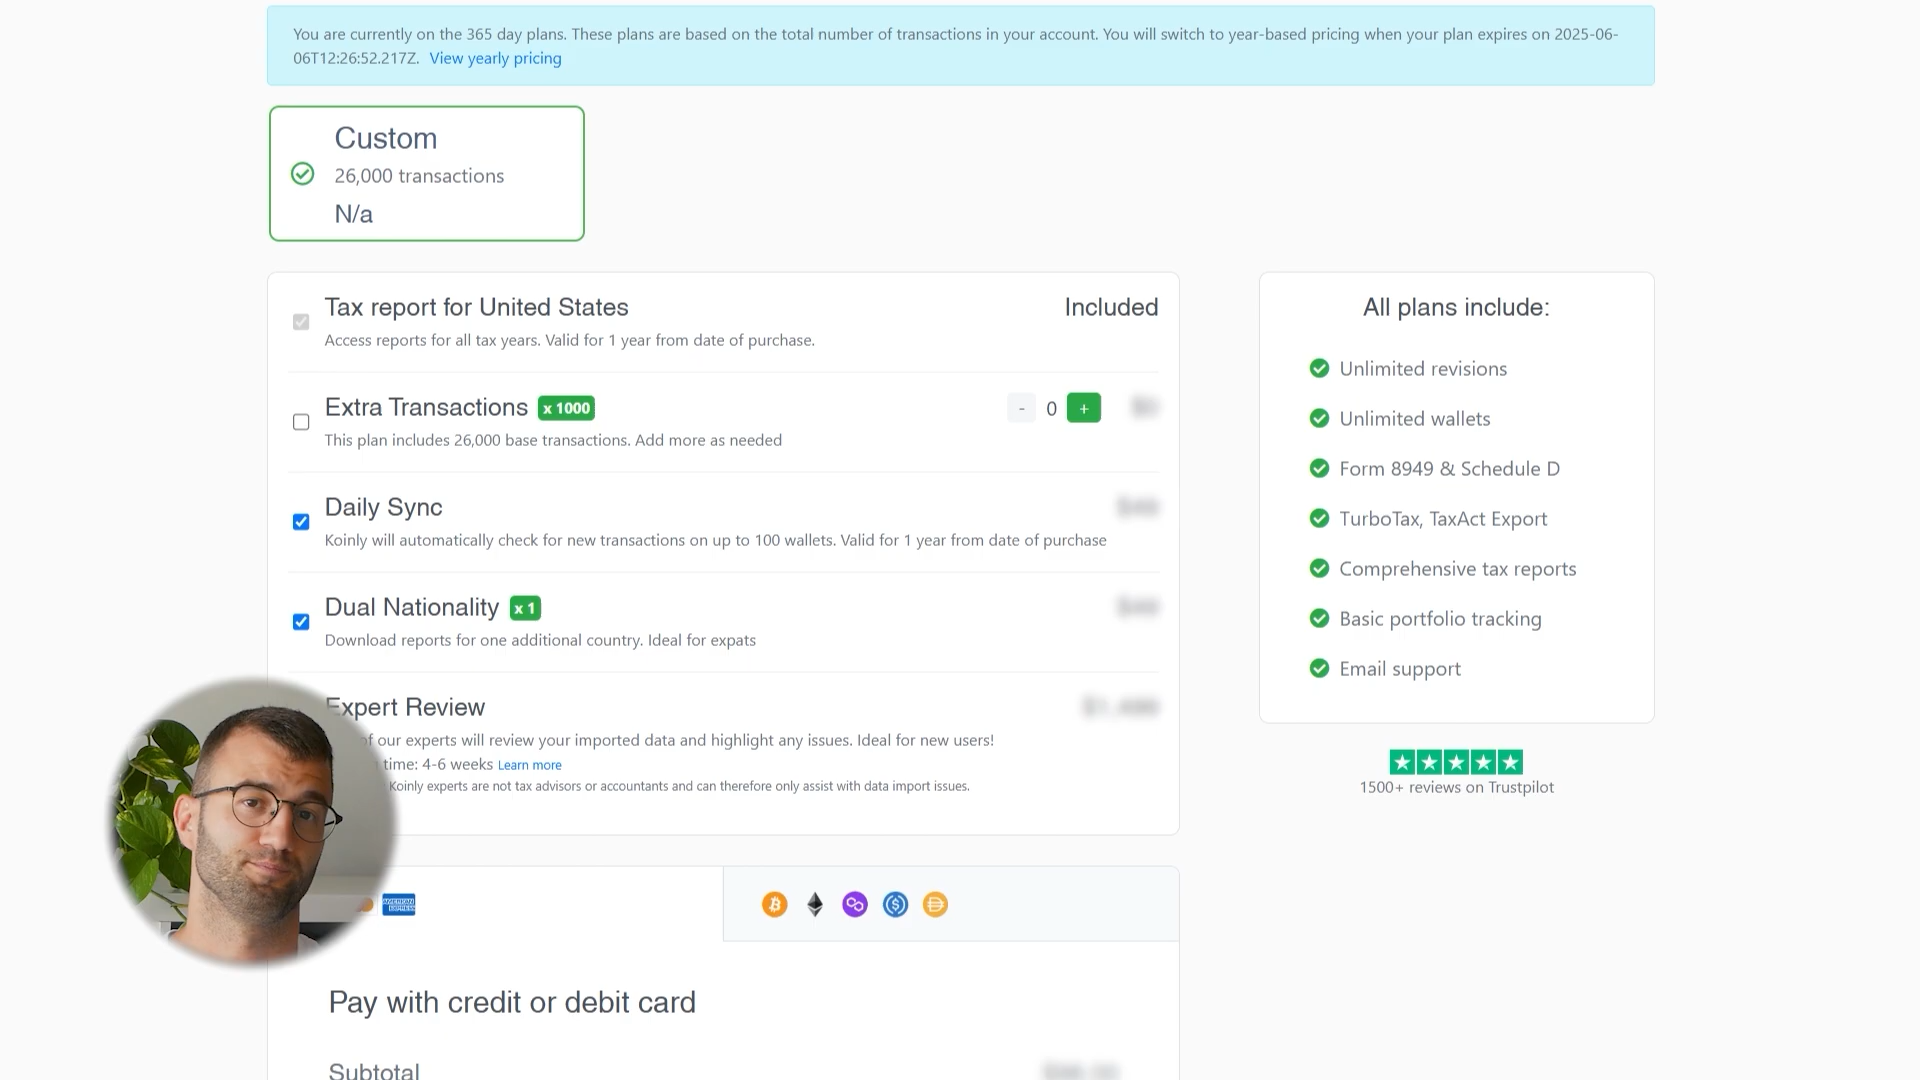 You are currently on the 365 day plans. These plans are based on the total number of transactions in your account. You will switch to year-based pricing when your plan expires on 2025-06-
06T12:26:52.217Z. View yearly pricing
Custom
26,000 transactions
N/a
Tax report for United States
Included
Access reports for all tax years. Valid for 1 year from date of purchase.
Extra Transactions x 1000
- 0 +
This plan includes 26,000 base transactions. Add more as needed
Daily Sync
Koinly will automatically check for new transactions on up to 100 wallets. Valid for 1 year from date of purchase
Dual Nationality x 1
Download reports for one additional country. Ideal for expats
Expert Review
of our experts will review your imported data and highlight any issues. Ideal for new users!
time: 4-6 weeks Learn more
Koinly experts are not tax advisors or accountants and can therefore only assist with data import issues.
All plans include:
Unlimited revisions
Unlimited wallets
Form 8949 & Schedule D
TurboTax, TaxAct Export
Comprehensive tax reports
Basic portfolio tracking
Email support
1500+ reviews on Trustpilot
AMERICAN
EXPRESS
Pay with credit or debit card
Subtotal